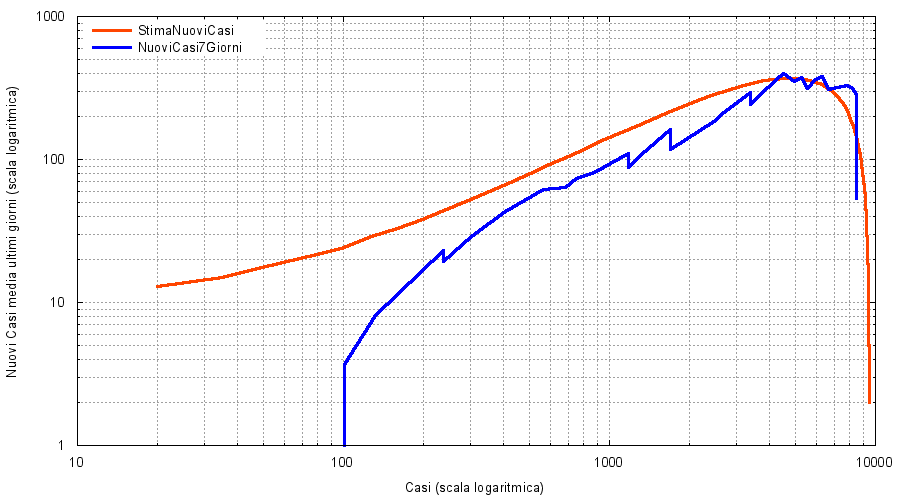 1000
StimaNuoviCasi
NuoviCasi7Giorni
Nuovi Casi media ultimi giorni (scala logaritmica)
100
10
1
10
100
1000
10000
Casi (scala logaritmica)